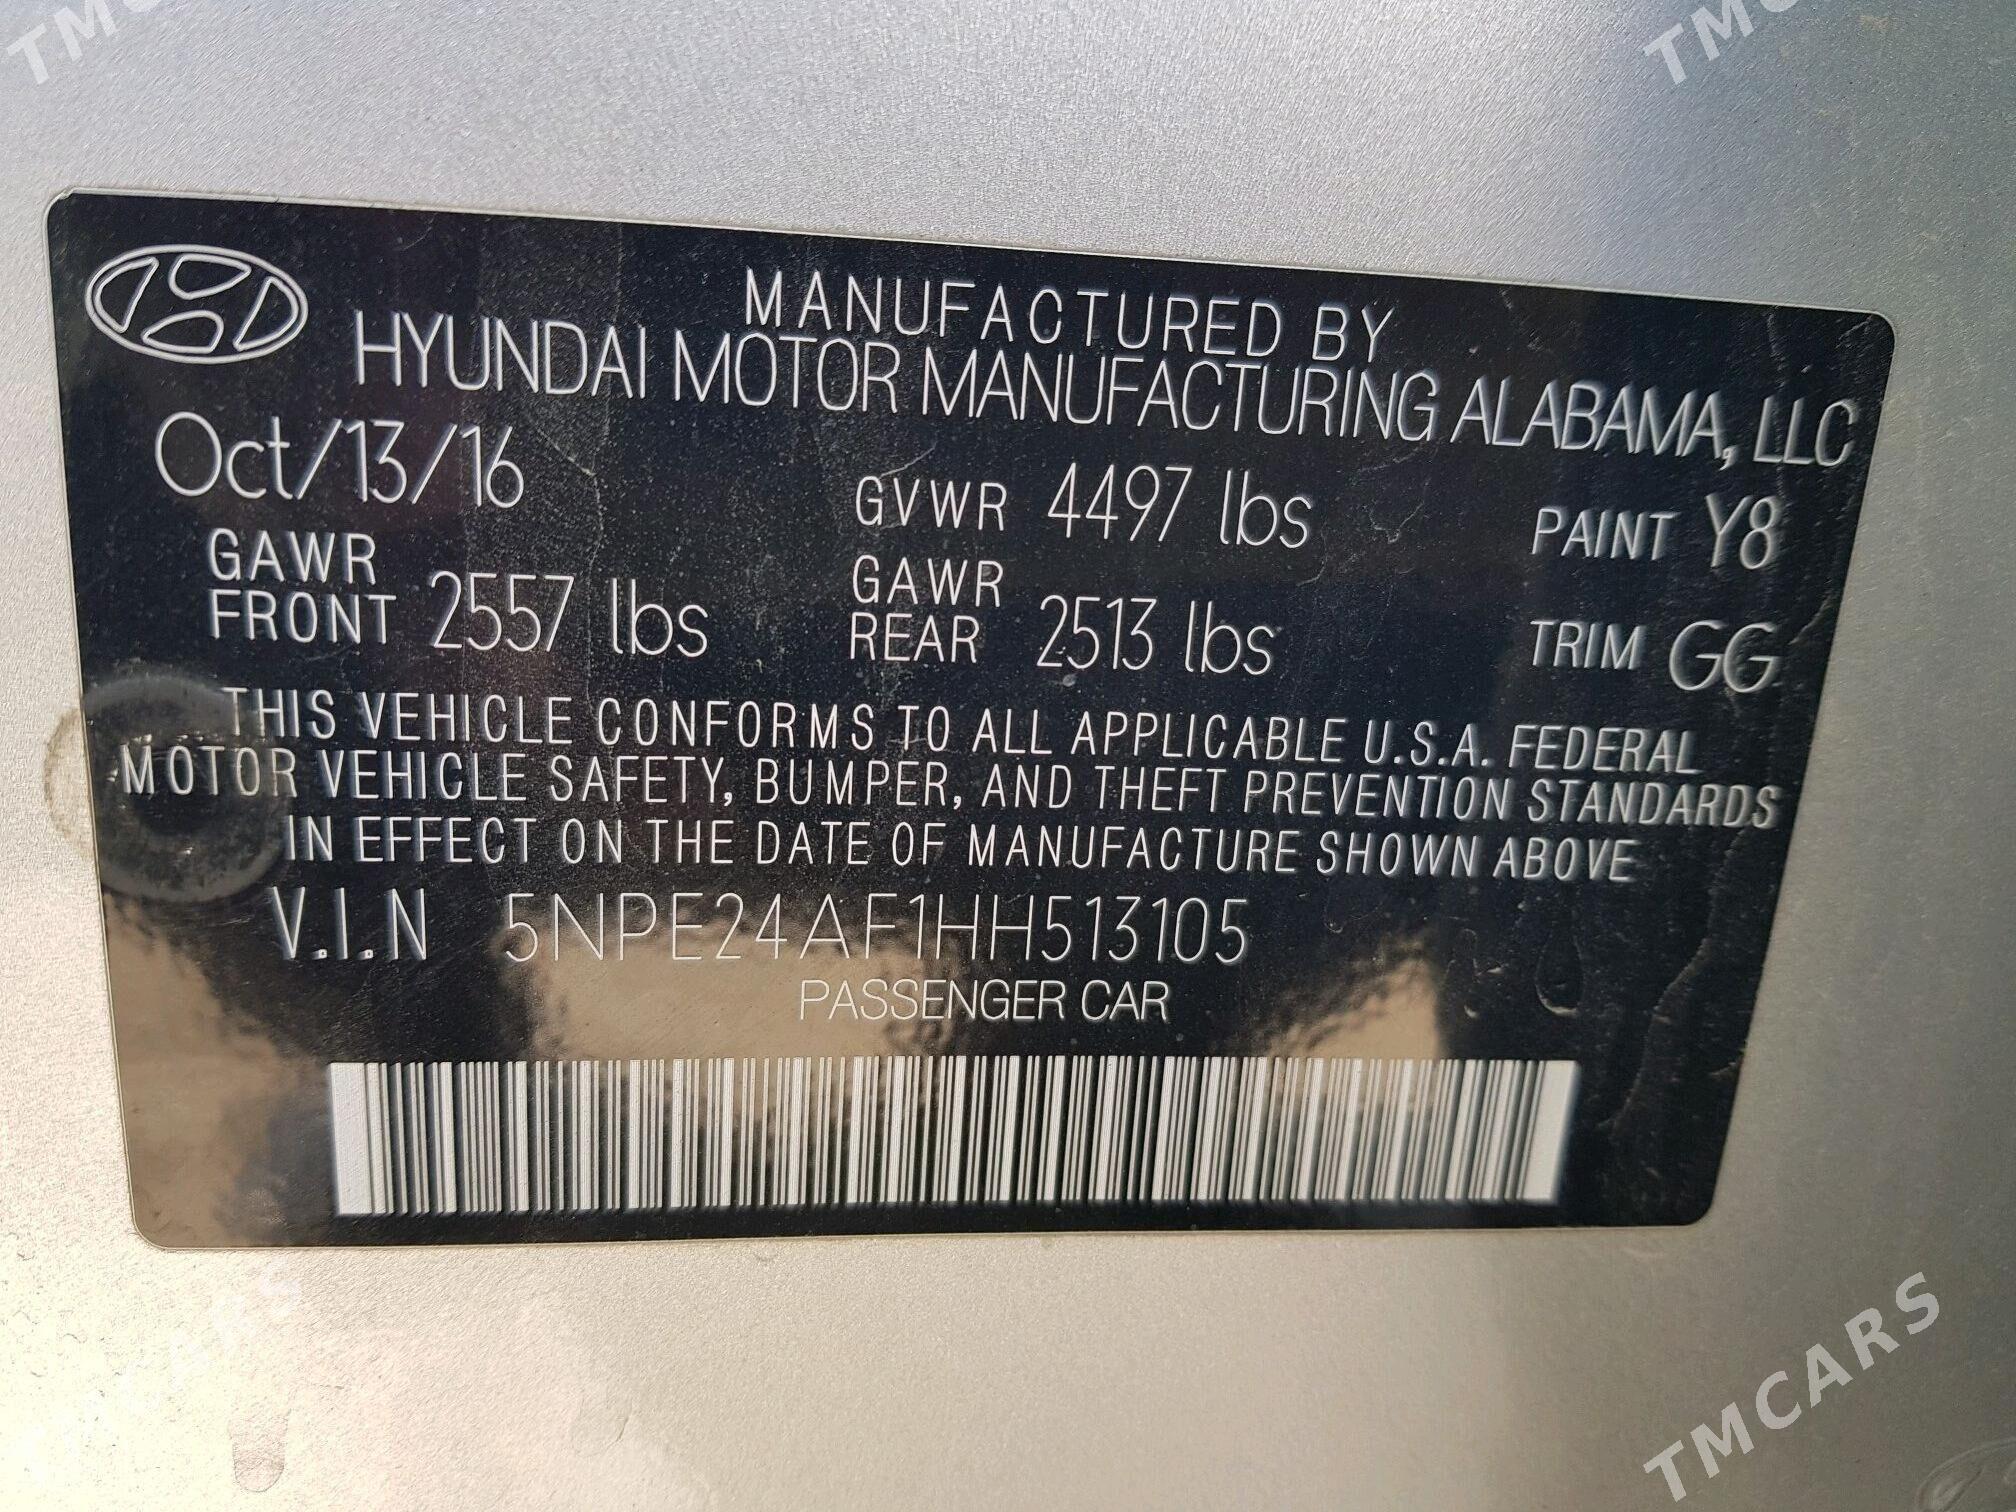 TMCARS
TMCARS
MANUFACTURED BY
HYUNDAI MOTOR MANUFACTURING ALABAMA, LLC
Oct/13/16
GVWR 4497 lbs
PAINT Y8
GAWR FRONT 2557 lbs
GAWR REAR 2513 lbs
TRIM GG
THIS VEHICLE CONFORMS TO ALL APPLICABLE U.S.A. FEDERAL
MOTOR VEHICLE SAFETY, BUMPER, AND THEFT PREVENTION STANDARDS
IN EFFECT ON THE DATE OF MANUFACTURE SHOWN ABOVE
V.I.N 5NPE24AF1HH513105
PASSENGER CAR
TMCARS
TMCARS